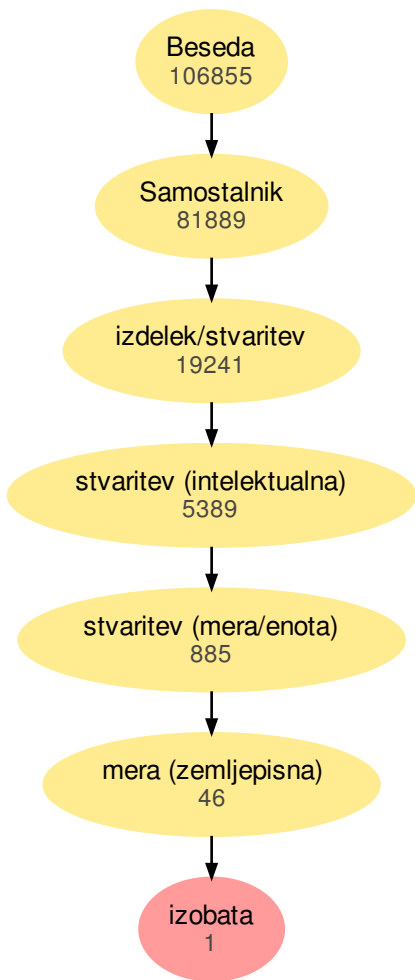 Beseda
106855
Samostalnik
81889
izdelek/stvaritev
19241
stvaritev (intelektualna)
5389
stvaritev (mera/enota)
885
mera (zemljepisna)
46
izobata
1